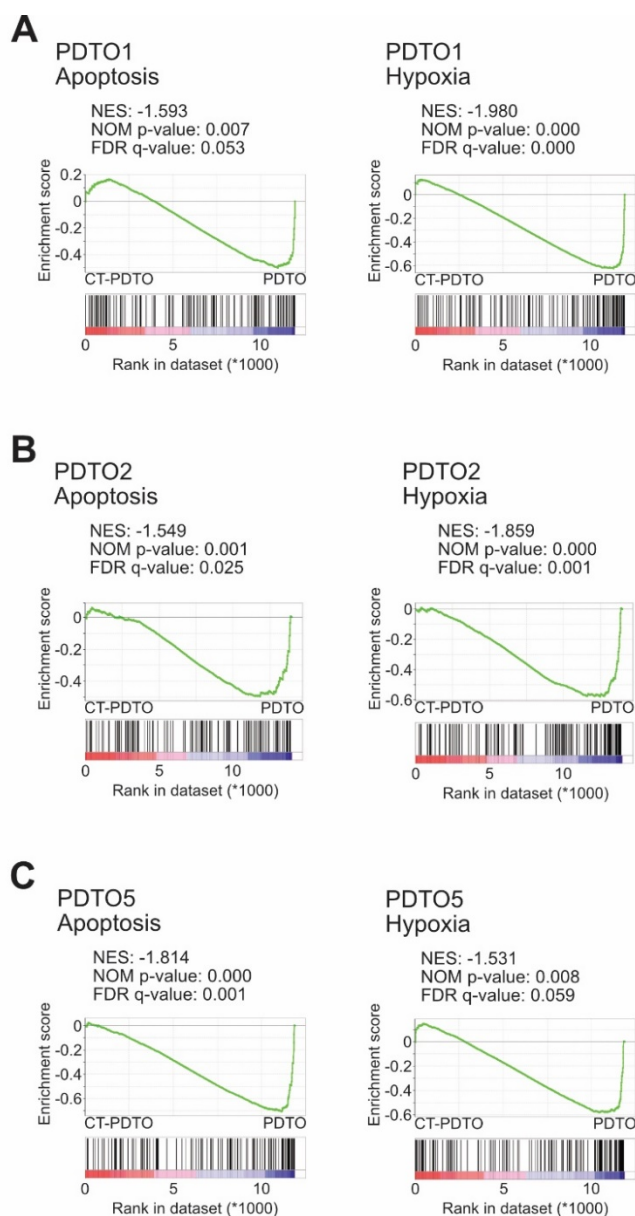 A
PDTO1
Apoptosis
NES: -1.593
NOM p-value: 0.007
FDR q-value: 0.053
Enrichment score
0.2
0
-0.2
-0.4
CT-PDTO PDTO
0 5 10
Rank in dataset (*1000)
PDTO1
Hypoxia
NES: -1.980
NOM p-value: 0.000
FDR q-value: 0.000
Enrichment score
0
-0.2
-0.4
-0.6
CT-PDTO PDTO
0 5 10
Rank in dataset (*1000)
B
PDTO2
Apoptosis
NES: -1.549
NOM p-value: 0.001
FDR q-value: 0.025
Enrichment score
0
-0.2
-0.4
CT-PDTO PDTO
0 5 10
Rank in dataset (*1000)
PDTO2
Hypoxia
NES: -1.859
NOM p-value: 0.000
FDR q-value: 0.001
Enrichment score
0
-0.2
-0.4
-0.6
CT-PDTO PDTO
0 5 10
Rank in dataset (*1000)
C
PDTO5
Apoptosis
NES: -1.814
NOM p-value: 0.000
FDR q-value: 0.001
Enrichment score
0
-0.2
-0.4
-0.6
CT-PDTO PDTO
0 5 10
Rank in dataset (*1000)
PDTO5
Hypoxia
NES: -1.531
NOM p-value: 0.008
FDR q-value: 0.059
Enrichment score
0
-0.2
-0.4
-0.6
CT-PDTO PDTO
0 5 10
Rank in dataset (*1000)